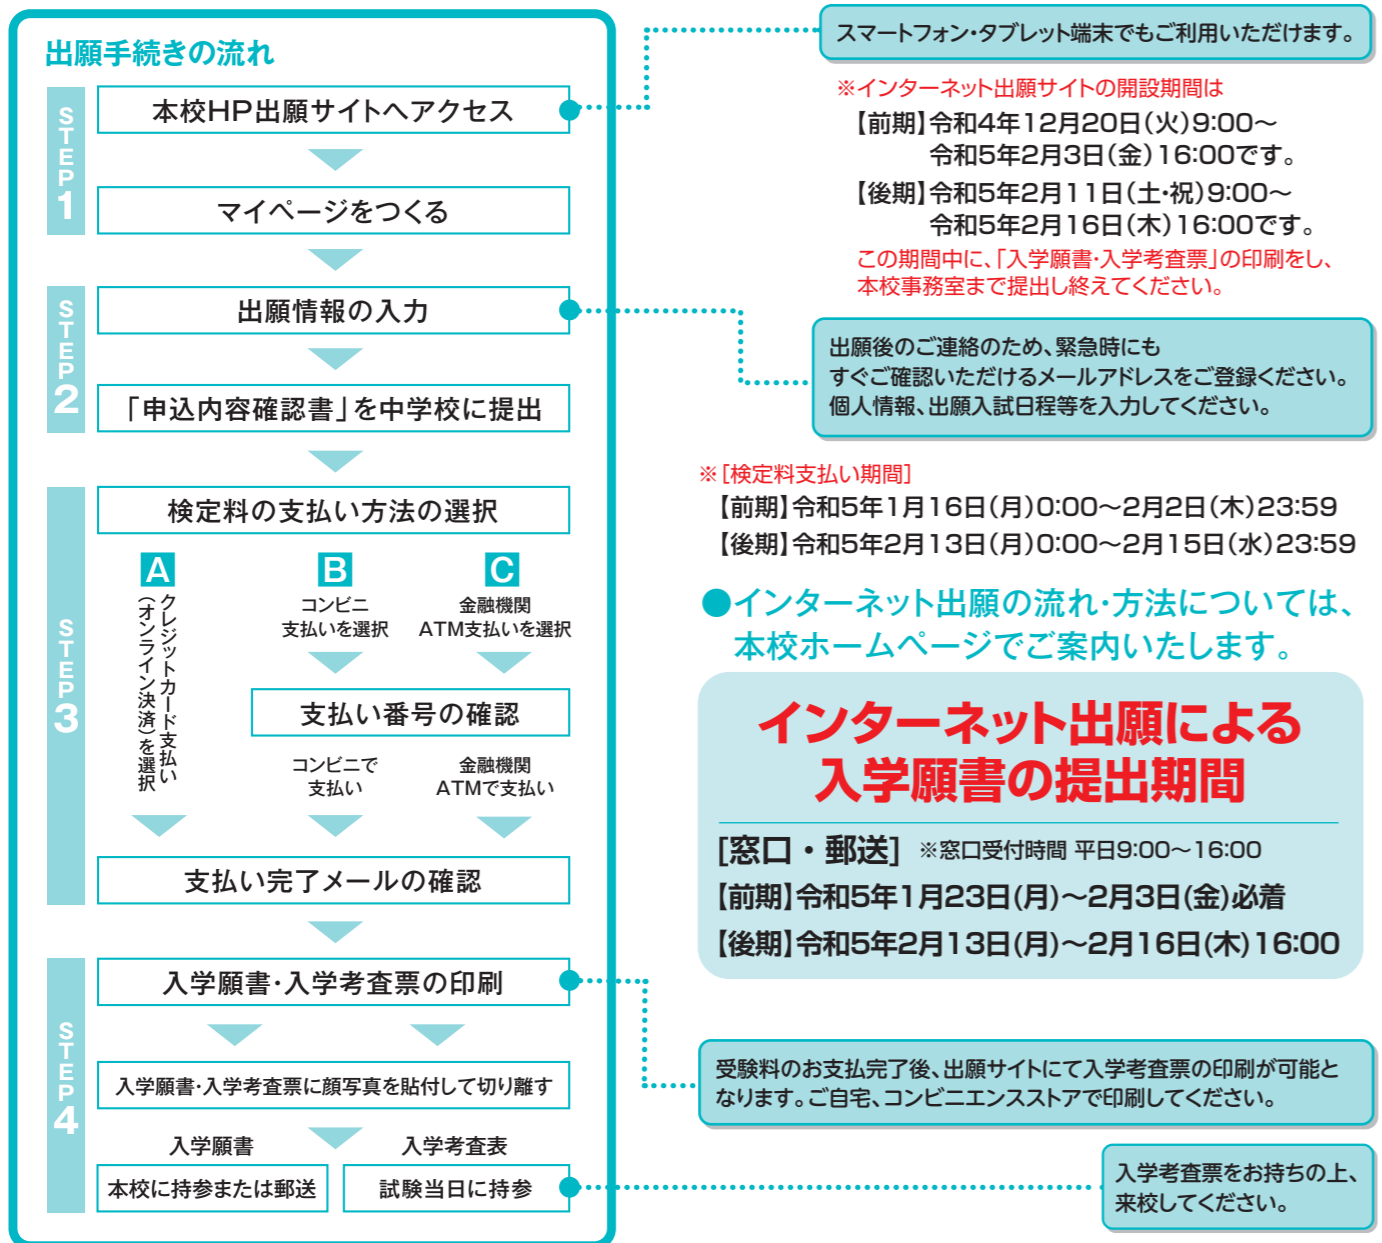 出願手続きの流れ
STEP1
本校HP出願サイトへアクセス
マイページをつくる
STEP2
出願情報の入力
「申込内容確認書」を中学校に提出
STEP3
検定料の支払い方法の選択
A
クレジットカード支払い
（オンライン決済）を選択
B
コンビニ
支払いを選択
C
金融機関
ATM支払いを選択
支払い番号の確認
コンビニで
支払い
金融機関
ATMで支払い
支払い完了メールの確認
STEP4
入学願書・入学考査票の印刷
入学願書・入学考査票に顔写真を貼付して切り離す
入学願書
本校に持参または郵送
入学考査表
試験当日に持参
スマートフォン・タブレット端末でもご利用いただけます。
※インターネット出願サイトの開設期間は
【前期】令和4年12月20日（火）9:00〜
令和5年2月3日（金）16:00です。
【後期】令和5年2月11日（土・祝）9:00〜
令和5年2月16日（木）16:00です。
この期間中に、「入学願書・入学考査票」の印刷をし、
本校事務室まで提出し終えてください。
出願後のご連絡のため、緊急時にも
すぐご確認いただけるメールアドレスをご登録ください。
個人情報、出願入試日程等を入力してください。
※［検定料支払い期間］
【前期】令和5年1月16日（月）0:00〜2月2日（木）23:59
【後期】令和5年2月13日（月）0:00〜2月15日（水）23:59
●インターネット出願の流れ・方法については、
本校ホームページでご案内いたします。
インターネット出願による
入学願書の提出期間
[窓口・郵送] ※窓口受付時間 平日9:00〜16:00
【前期】令和5年1月23日(月)〜2月3日(金)必着
【後期】令和5年2月13日(月)〜2月16日(木)16:00
受験料のお支払完了後、出願サイトにて入学考査票の印刷が可能と
なります。ご自宅、コンビニエンスストアで印刷してください。
入学考査票をお持ちの上、
来校してください。